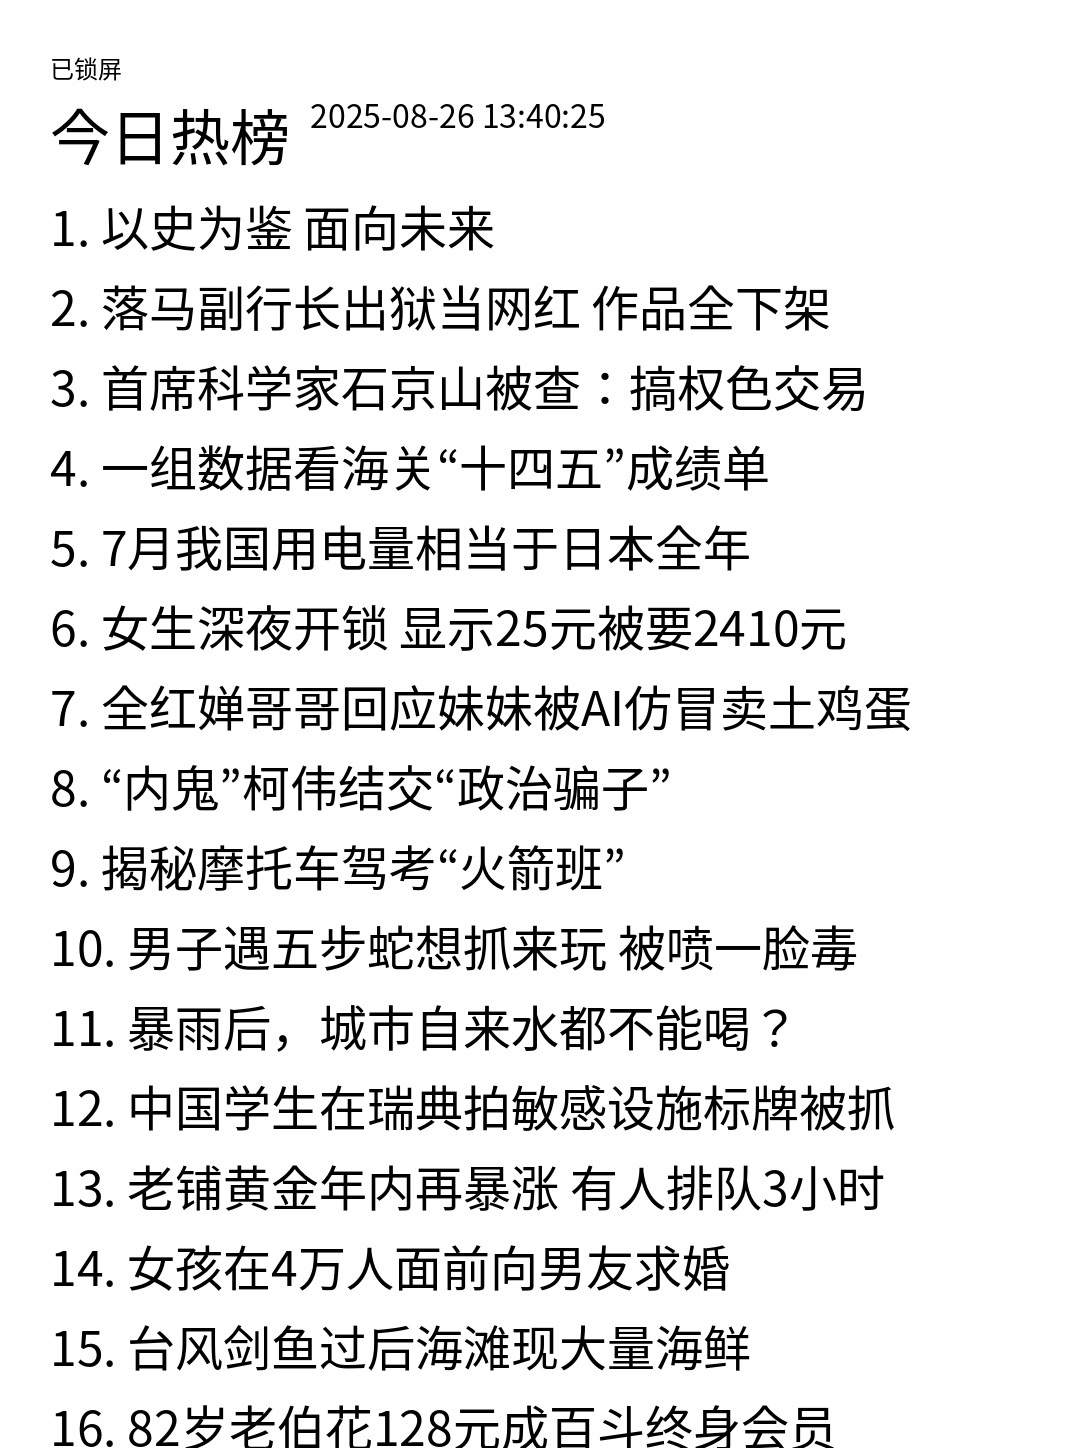 已锁屏
今日热榜 2025-08-26 13:40:25
1. 以史为鉴 面向未来
2. 落马副行长出狱当网红 作品全下架
3. 首席科学家石京山被查：搞权色交易
4. 一组数据看海关“十四五”成绩单
5. 7月我国用电量相当于日本全年
6. 女生深夜开锁 显示25元被要2410元
7. 全红婵哥哥回应妹妹被AI仿冒卖土鸡蛋
8. “内鬼”柯伟结交“政治骗子”
9. 揭秘摩托车驾考“火箭班”
10. 男子遇五步蛇想抓来玩 被喷一脸毒
11. 暴雨后，城市自来水都不能喝？
12. 中国学生在瑞典拍敏感设施标牌被抓
13. 老铺黄金年内再暴涨 有人排队3小时
14. 女孩在4万人面前向男友求婚
15. 台风剑鱼过后海滩现大量海鲜
16. 82岁老伯花128元成百斗终身会员